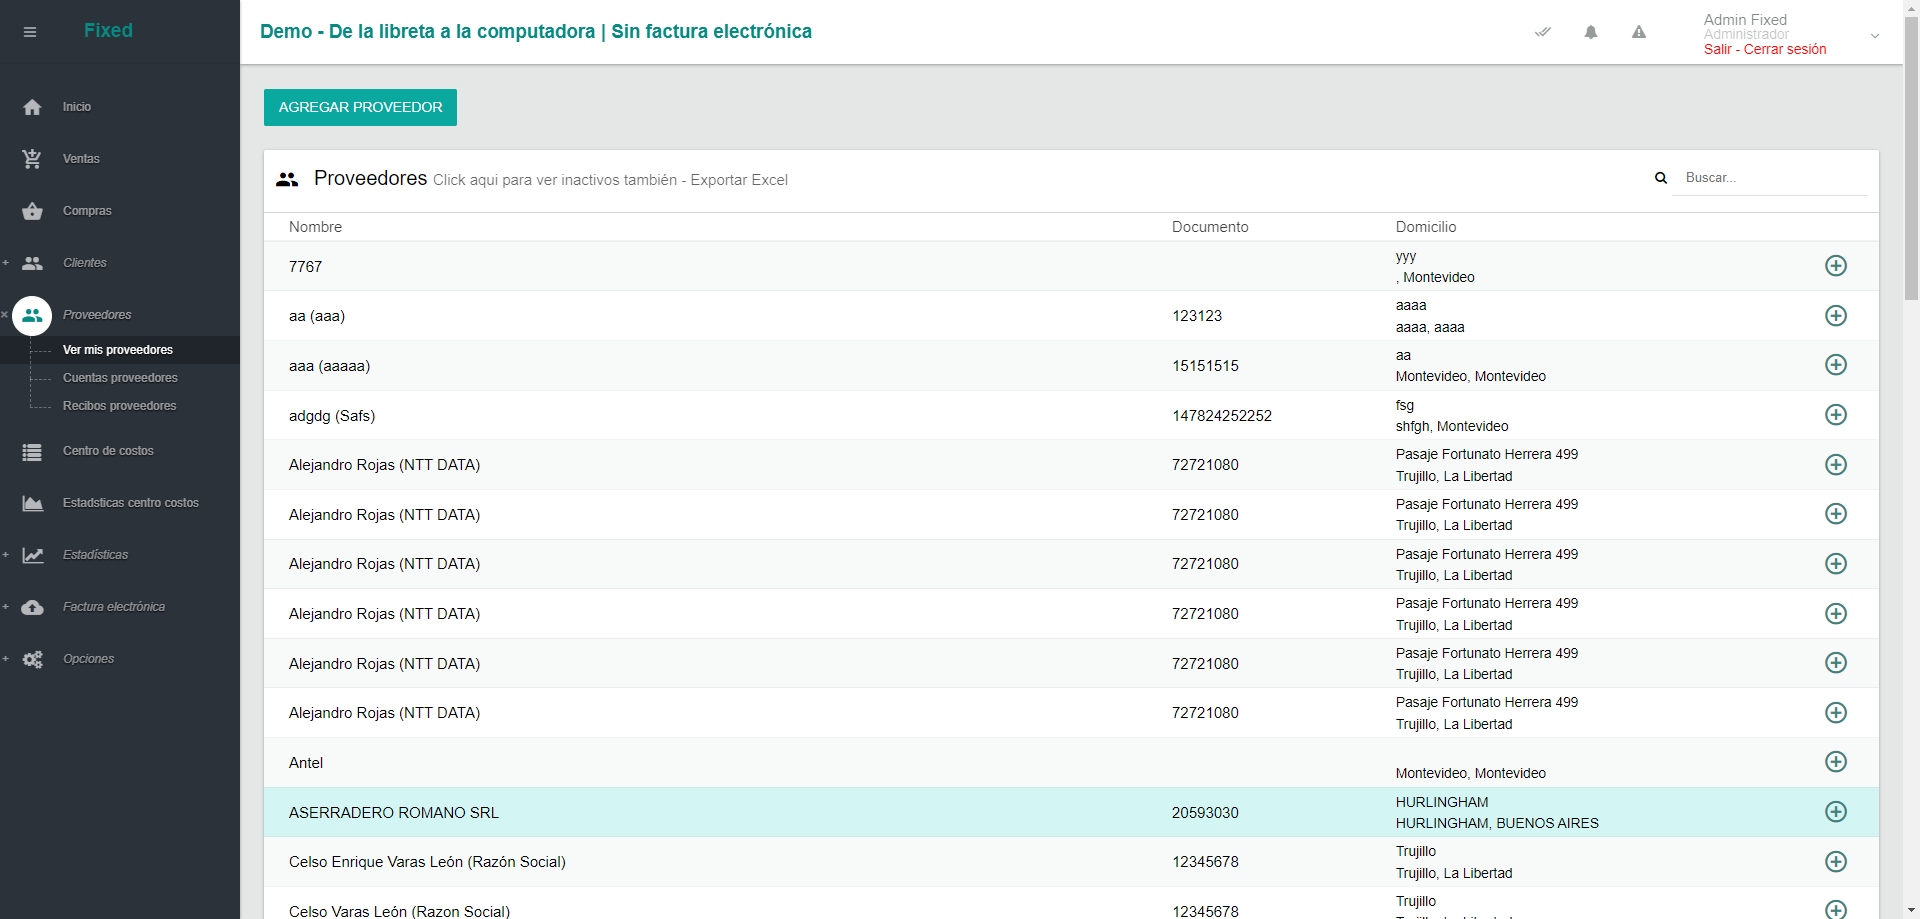 Fixed
Demo - De la libreta a la computadora | Sin factura electrónica
Admin Fixed
Administrador
Salir - Cerrar sesión
Inicio
Ventas
Compras
+ Clientes
× Proveedores
Ver mis proveedores
Cuentas proveedores
Recibos proveedores
Centro de costos
Estadsticas centro costos
+ Estadísticas
+ Factura electrónica
+ Opciones
AGREGAR PROVEEDOR
Proveedores Click aqui para ver inactivos también - Exportar Excel
Buscar...
Nombre Documento Domicilio
7767 yyy
, Montevideo
aa (aaa) 123123 aaaa
aaaa, aaaa
aaa (aaaaa) 15151515 aa
Montevideo, Montevideo
adgdg (Safs) 147824252252 fsg
shfgh, Montevideo
Alejandro Rojas (NTT DATA) 72721080 Pasaje Fortunato Herrera 499
Trujillo, La Libertad
Alejandro Rojas (NTT DATA) 72721080 Pasaje Fortunato Herrera 499
Trujillo, La Libertad
Alejandro Rojas (NTT DATA) 72721080 Pasaje Fortunato Herrera 499
Trujillo, La Libertad
Alejandro Rojas (NTT DATA) 72721080 Pasaje Fortunato Herrera 499
Trujillo, La Libertad
Alejandro Rojas (NTT DATA) 72721080 Pasaje Fortunato Herrera 499
Trujillo, La Libertad
Alejandro Rojas (NTT DATA) 72721080 Pasaje Fortunato Herrera 499
Trujillo, La Libertad
Antel
Montevideo, Montevideo
ASERRADERO ROMANO SRL 20593030 HURLINGHAM
HURLINGHAM, BUENOS AIRES
Celso Enrique Varas León (Razón Social) 12345678 Trujillo
Trujillo, La Libertad
Celso Varas León (Razon Social) 12345678 Trujillo